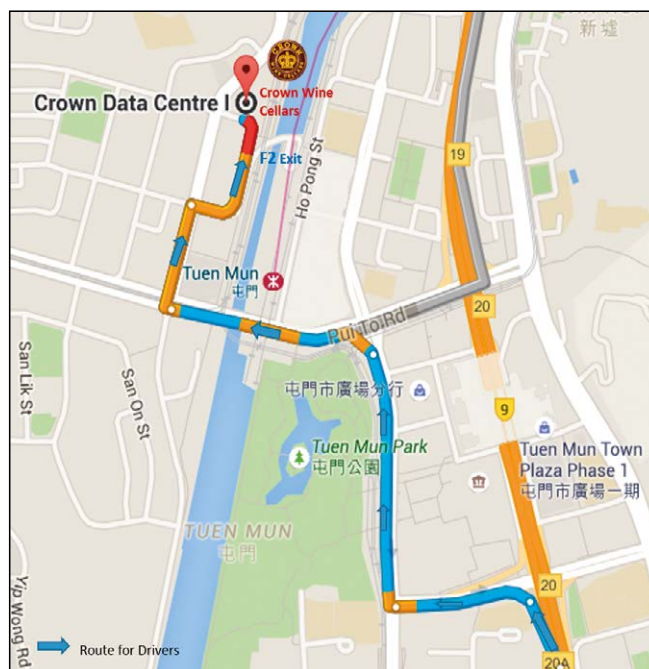 新墟
CROWN
WINE CELLARS
Crown Data Centre I
Crown Wine
Cellars
F2 Exit
Ho Pong St
19
Tuen Mun
屯門
20
Pui To Rd
San Lik St
San On St
屯門市廣場分行
9
Tuen Mun Park
屯門公園
Tuen Mun Town
Plaza Phase 1
屯門市廣場一期
TUEN MUN
屯門
Yip Wong Rd
20
Route for Drivers
20A